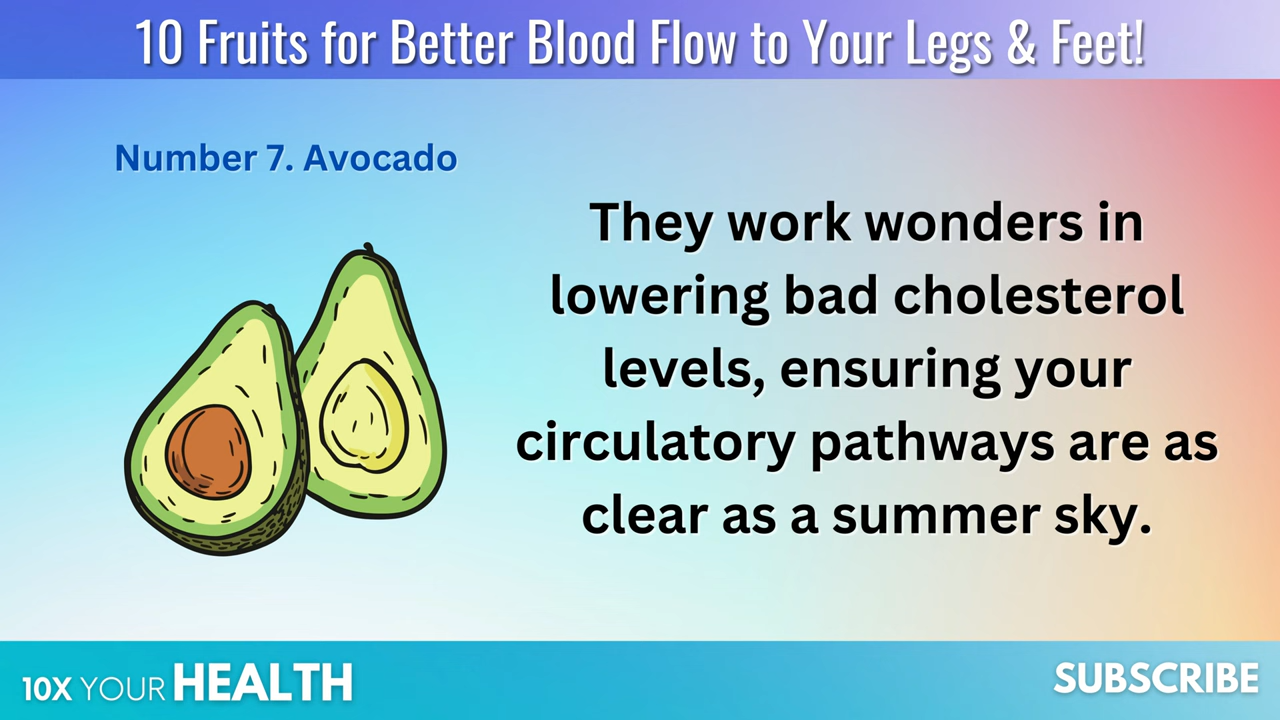 10 Fruits for Better Blood Flow to Your Legs & Feet!
Number 7. Avocado
They work wonders in
lowering bad cholesterol
levels, ensuring your
circulatory pathways are as
clear as a summer sky.
10X YOUR HEALTH
SUBSCRIBE